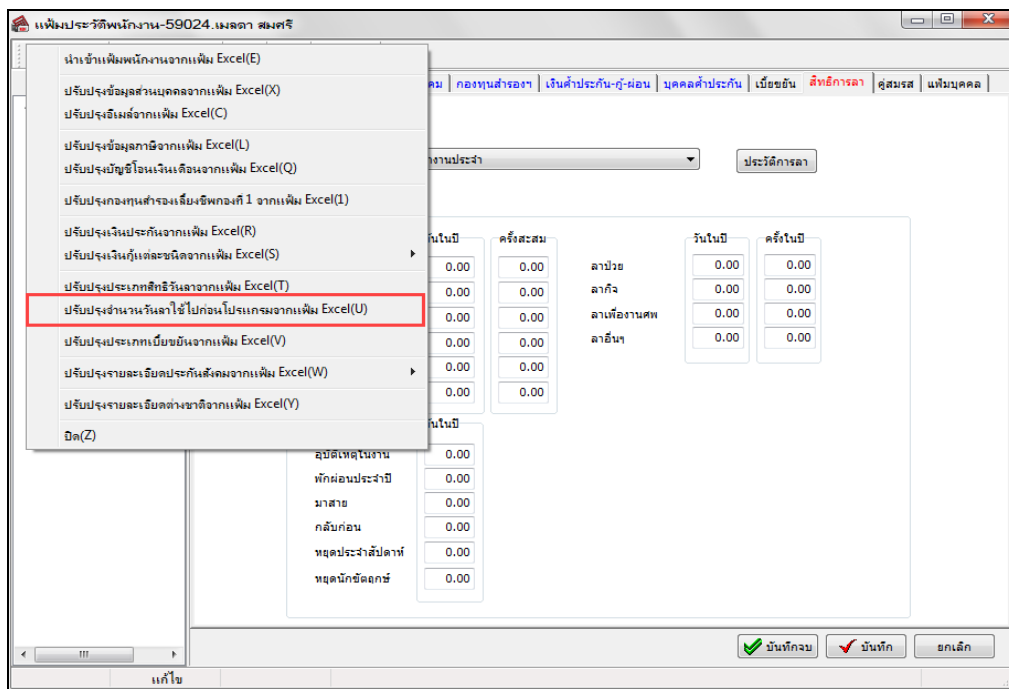 แฟ้มประวัติพนักงาน-59024.เมลดา สมศรี
นำเข้าแฟ้มพนักงานจากแฟ้ม Excel(E)
ปรับปรุงข้อมูลส่วนบุคคลจากแฟ้ม Excel(X)
ปรับปรุงอีเมล์จากแฟ้ม Excel(C)
ปรับปรุงข้อมูลภาษีจากแฟ้ม Excel(L)
ปรับปรุงบัญชีโอนเงินเดือนจากแฟ้ม Excel(Q)
ปรับปรุงกองทุนสำรองเลี้ยงชีพกองที่ 1 จากแฟ้ม Excel(1)
ปรับปรุงเงินประกันจากแฟ้ม Excel(R)
ปรับปรุงเงินกู้แต่ละชนิดจากแฟ้ม Excel(S)
ปรับปรุงประเภทสิทธิวันลาจากแฟ้ม Excel(T)
ปรับปรุงจำนวนวันลาใช้ไปก่อนโปรแกรมจากแฟ้ม Excel(U)
ปรับปรุงประเภทเบี้ยขยันจากแฟ้ม Excel(V)
ปรับปรุงรายละเอียดประกันสังคมจากแฟ้ม Excel(W)
ปรับปรุงรายละเอียดต่างชาติจากแฟ้ม Excel(Y)
ปิด(Z)
คม กองทุนสำรองฯ เงินค้ำประกัน-กู้-ผ่อน บุคคลค้ำประกัน เบี้ยขยัน สิทธิการลา คู่สมรส แฟ้มบุคคล
งานประจำ ประวัติการลา
วันในปี ครั้งสะสม วันในปี ครั้งในปี
0.00 0.00 ลาป่วย 0.00 0.00
0.00 0.00 ลากิจ 0.00 0.00
0.00 0.00 ลาเพื่องานศพ 0.00 0.00
0.00 0.00 ลาอื่นๆ 0.00 0.00
0.00 0.00
0.00 0.00
วันในปี
อุบัติเหตุในงาน 0.00
พักผ่อนประจำปี 0.00
มาสาย 0.00
กลับก่อน 0.00
หยุดประจำสัปดาห์ 0.00
หยุดนักขัตฤกษ์ 0.00
บันทึกจบ บันทึก ยกเลิก
แก้ไข